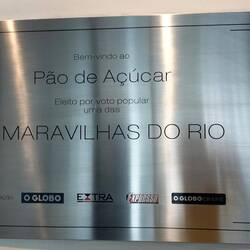 Bem-vindo ao
Pão de Açúcar
Eleito por voto popular
uma das
MARAVILHAS DO RIO
O GLOBO EXTRA EXPRESSO O GLOBO